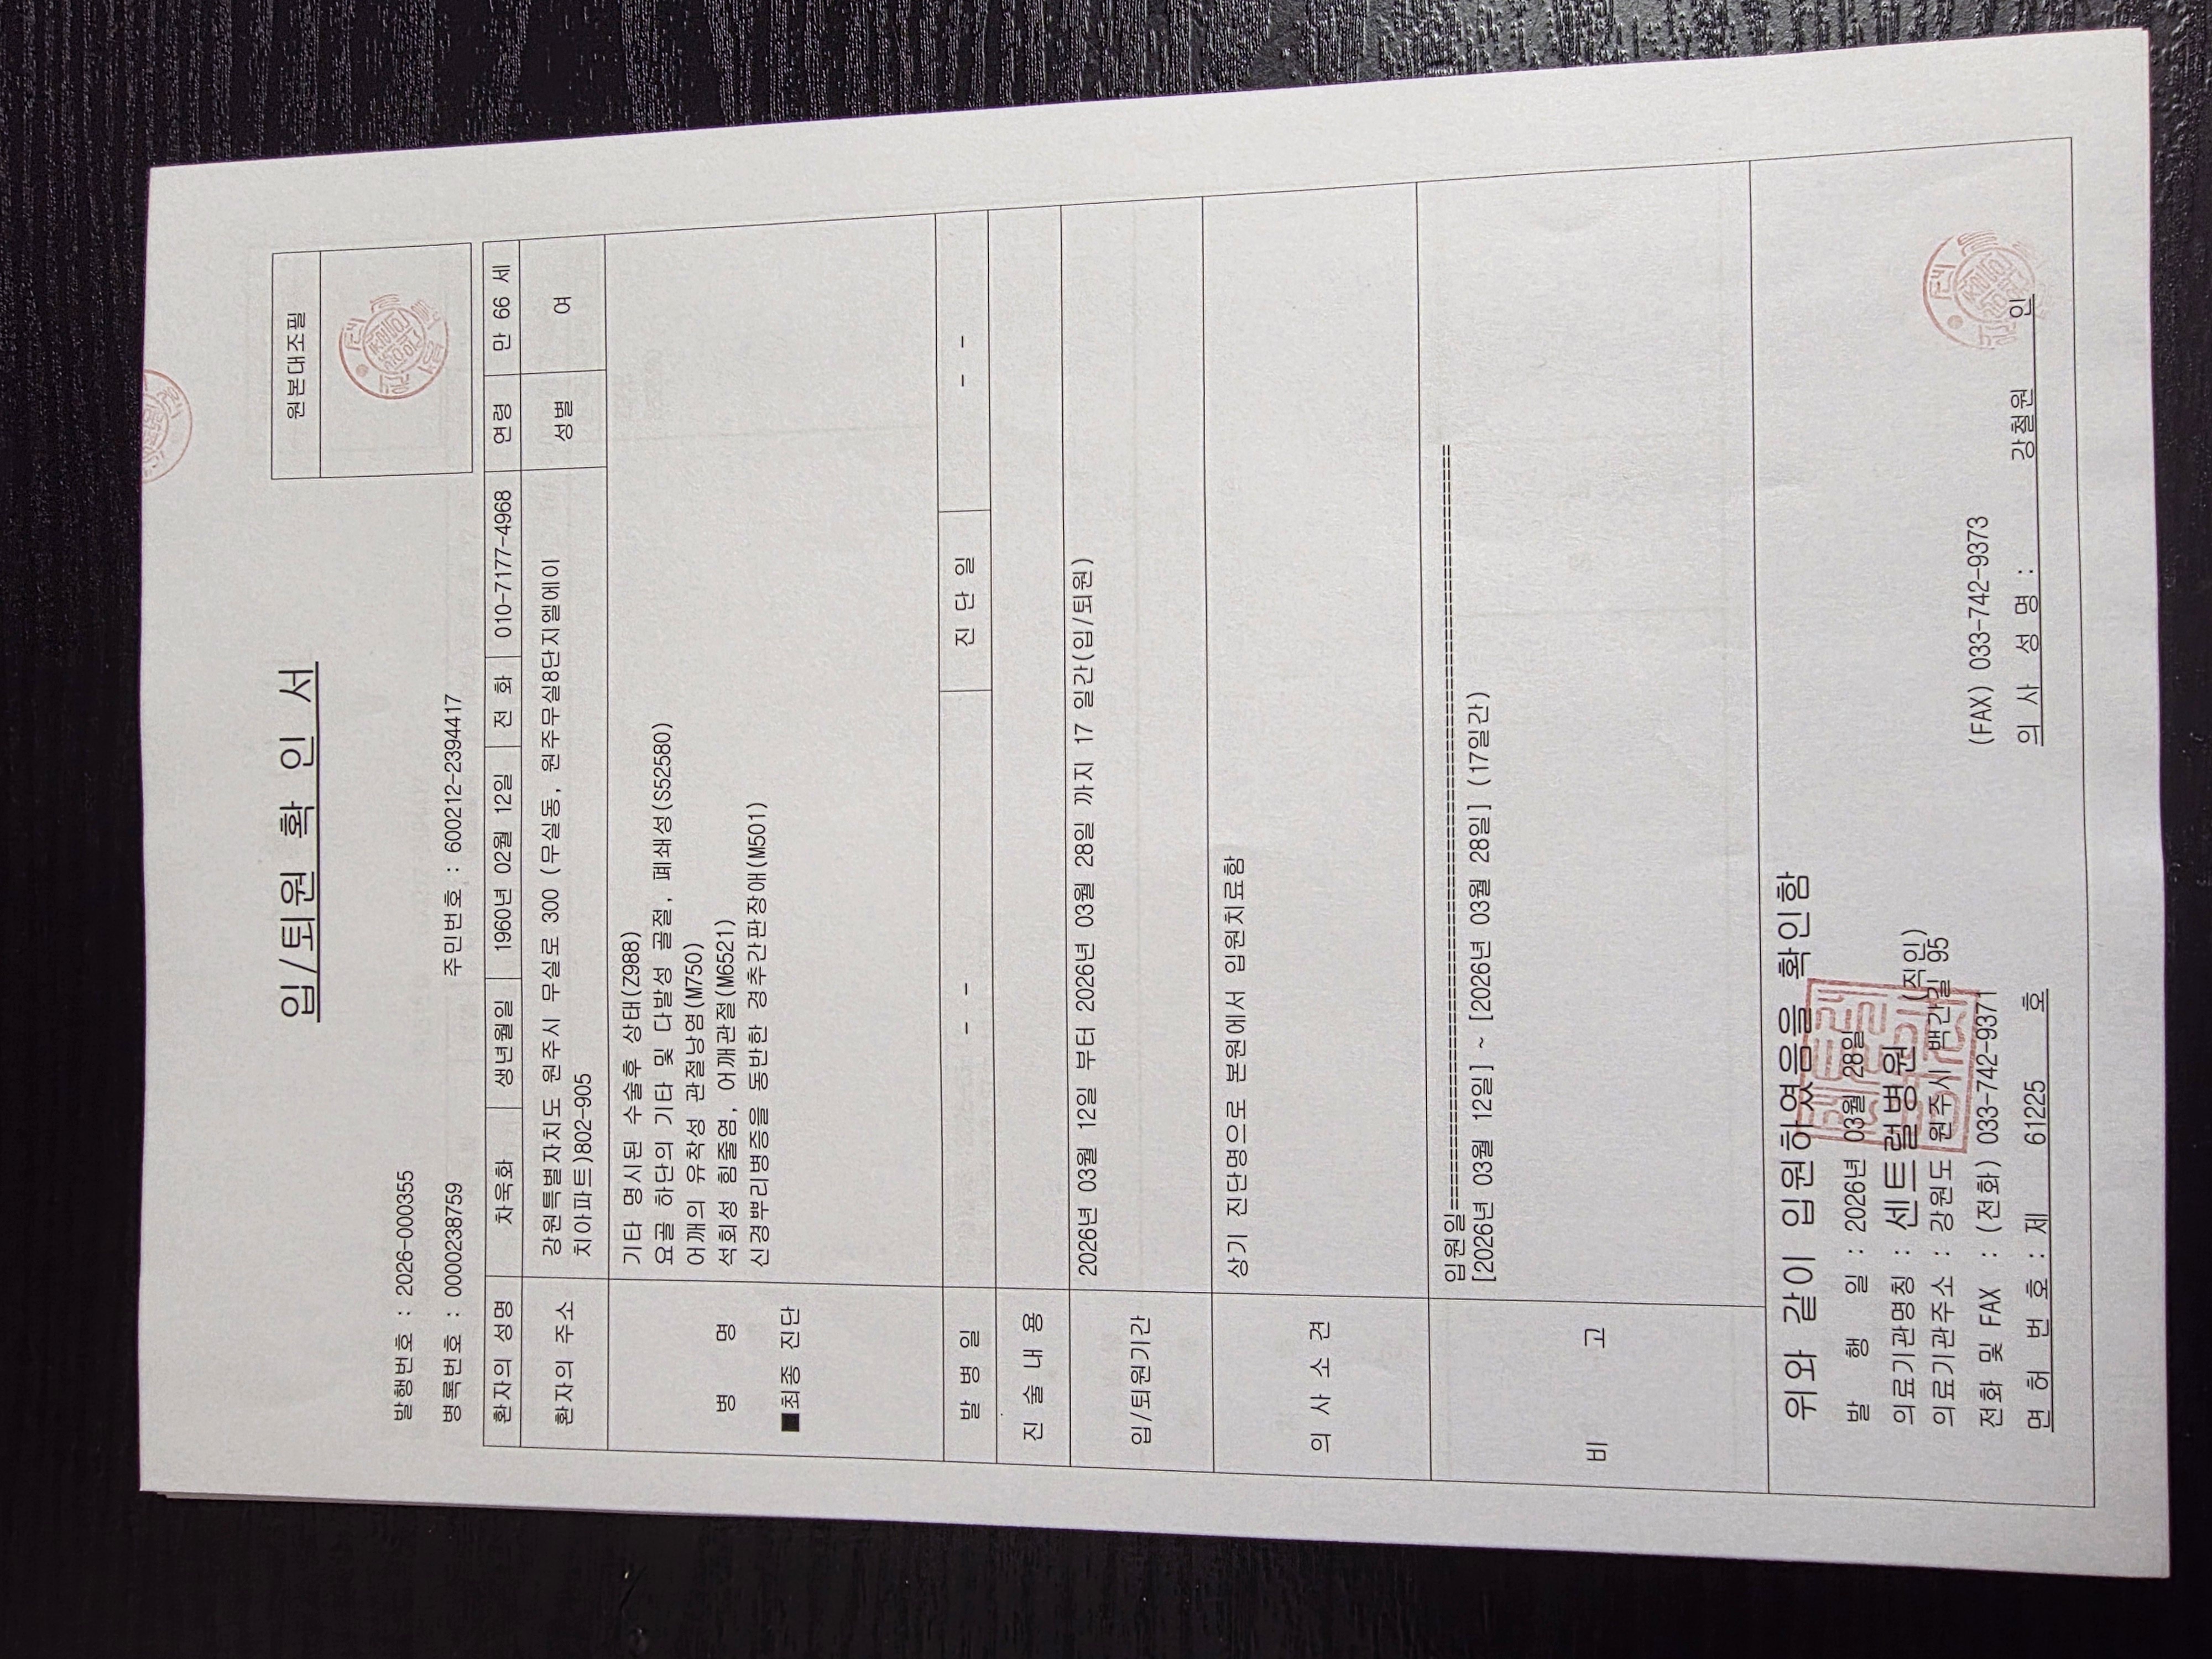 입/퇴원 확 인 서
원본대조필
발행번호 : 2026-000355
병록번호 : 0000238759 주민번호 : 600212-2394417
환자의 성명 차옥화 생년월일 1960년 02월 12일 전 화 010-7177-4968 연령 만 66 세
환자의 주소 강원특별자치도 원주시 무실로 300 (무실동, 원주무실8단지엘에이
치아파트)802-905 성별 여
병 명
■최종 진단
기타 명시된 수술후 상태(Z988)
요골 하단의 기타 및 다발성 골절, 폐쇄성(S52580)
어깨의 유착성 관절낭염(M750)
석회성 힘줄염, 어깨관절(M6521)
신경뿌리병증을 동반한 경추간판장애(M501)
발 병 일 - - 진 단 일 - -
진 술 내 용
입/퇴원기간 2026년 03월 12일 부터 2026년 03월 28일 까지 17 일간(입/퇴원)
의 사 소 견 상기 진단명으로 본원에서 입원치료함
비 고
입원일==========================================================================
[2026년 03월 12일] ~ [2026년 03월 28일] (17일간)
위와 같이 입원하였음을 확인함
발 행 일 : 2026년 03월 28일
의료기관명칭 : 센트럴병원 (직인)
의료기관주소 : 강원도 원주시 백간길 95
전화 및 FAX : (전화) 033-742-9371 (FAX) 033-742-9373
면 허 번 호 : 제 61225 호 의 사 성 명 : 강철원 인